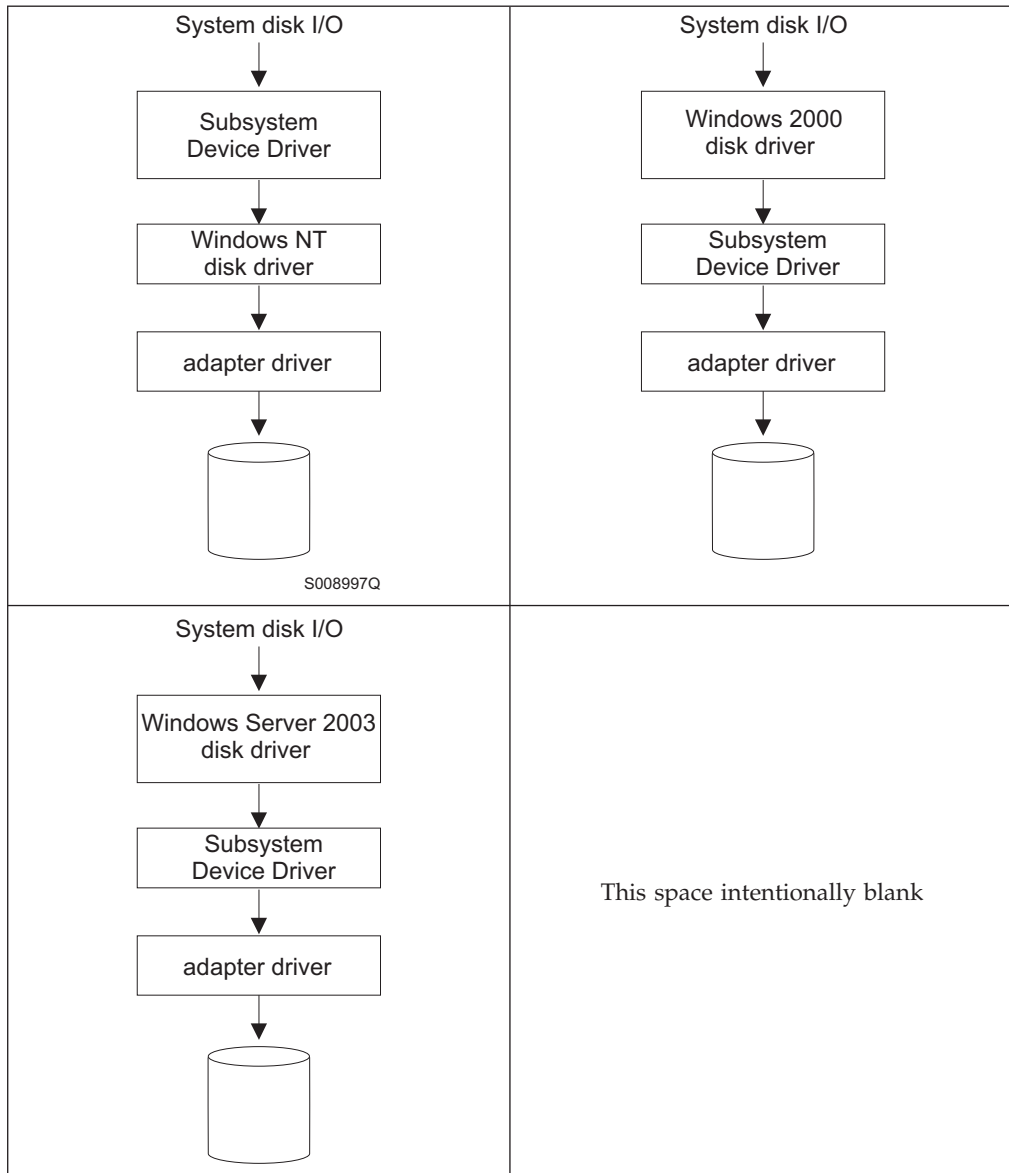 System disk I/O
Subsystem
Device Driver
Windows NT
disk driver
adapter driver
S008997Q
System disk I/O
Windows 2000
disk driver
Subsystem
Device Driver
adapter driver
System disk I/O
Windows Server 2003
disk driver
Subsystem
Device Driver
adapter driver
This space intentionally blank